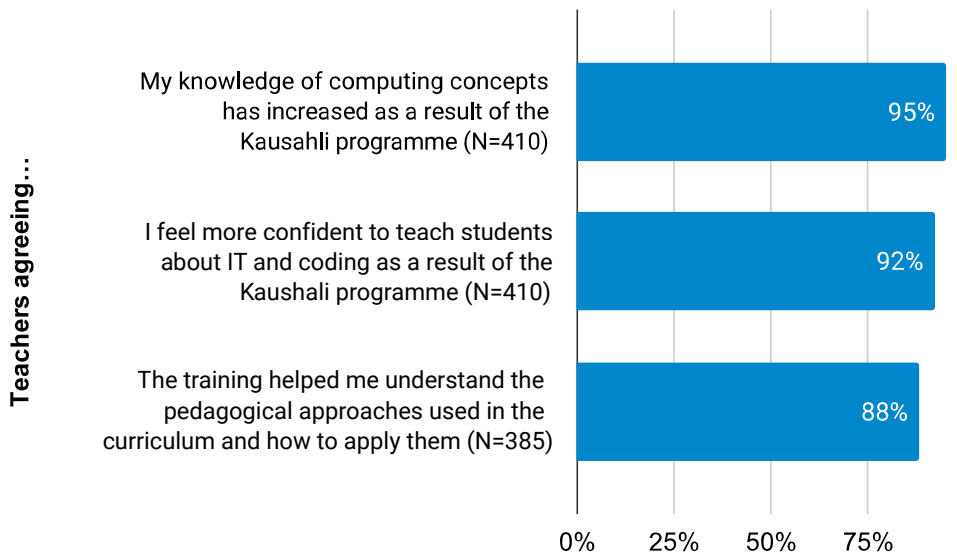 Teachers agreeing...
My knowledge of computing concepts
has increased as a result of the
Kausahli programme (N=410)
95%
I feel more confident to teach students
about IT and coding as a result of the
Kaushali programme (N=410)
92%
The training helped me understand the
pedagogical approaches used in the
curriculum and how to apply them (N=385)
88%
0%
25%
50%
75%